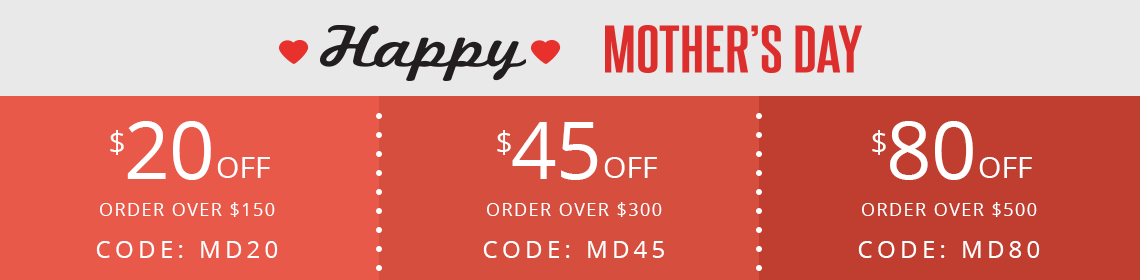 Happy MOTHER'S DAY
$20 OFF
ORDER OVER $150
CODE: MD20
$45 OFF
ORDER OVER $300
CODE: MD45
$80 OFF
ORDER OVER $500
CODE: MD80